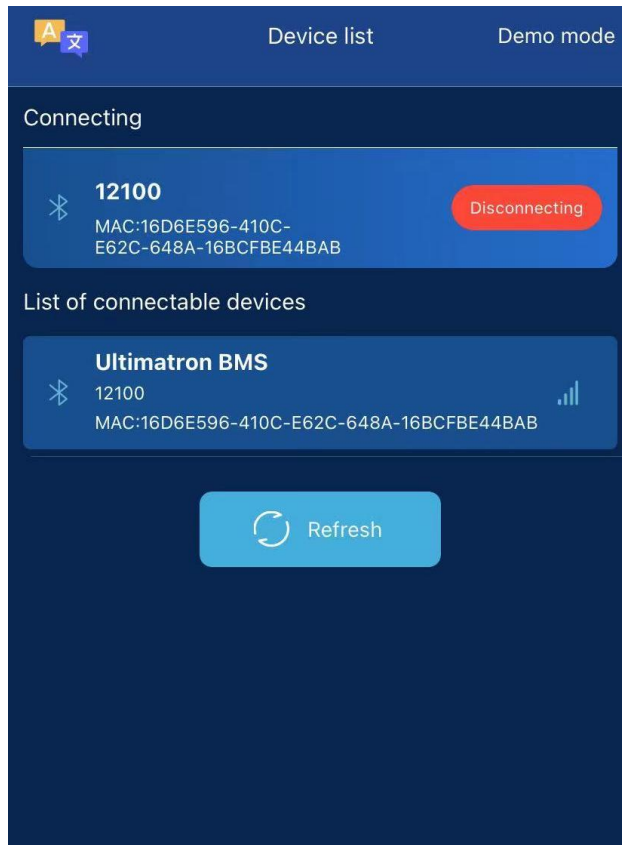 A 文
Device list
Demo mode
Connecting
12100
Disconnecting
MAC:16D6E596-410C-
E62C-648A-16BCFBE44BAB
List of connectable devices
Ultimatron BMS
12100
MAC:16D6E596-410C-E62C-648A-16BCFBE44BAB
Refresh